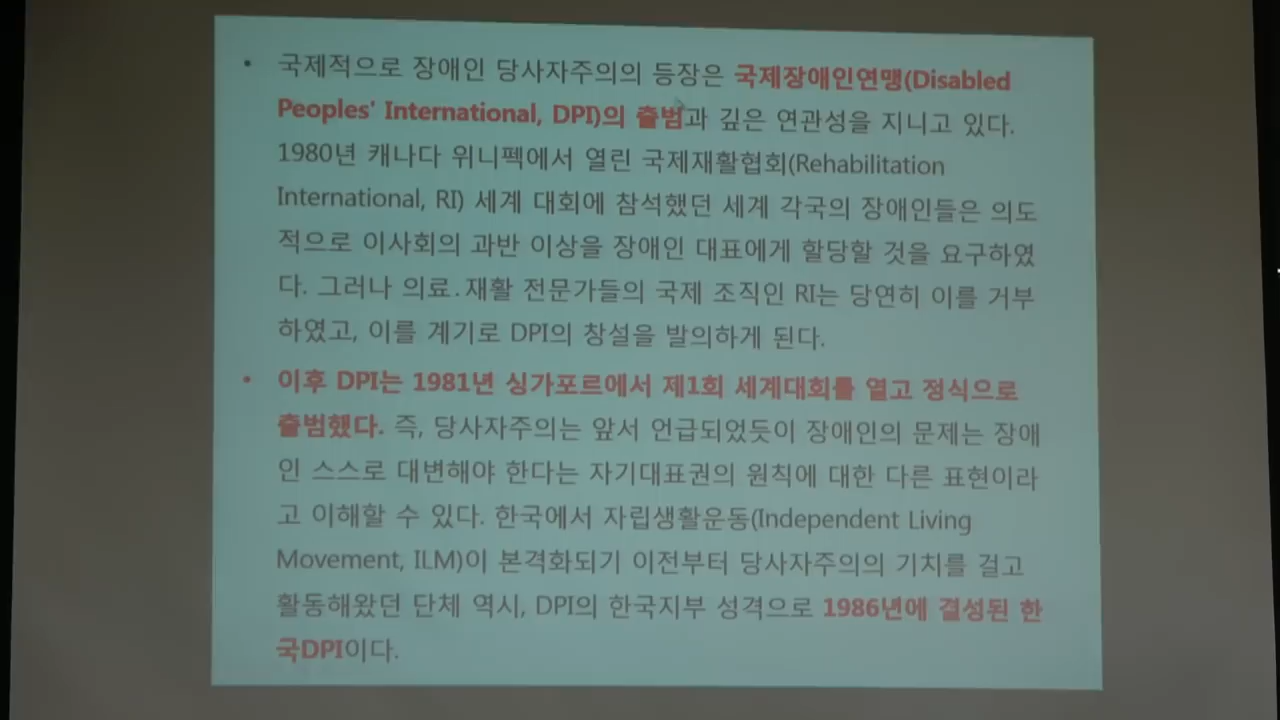 • 국제적으로 장애인 당사자주의의 등장은 국제장애인연맹(Disabled
Peoples' International, DPI)의 출범과 깊은 연관성을 지니고 있다.
1980년 캐나다 위니펙에서 열린 국제재활협회(Rehabilitation
International, RI) 세계 대회에 참석했던 세계 각국의 장애인들은 의도
적으로 이사회의 과반 이상을 장애인 대표에게 할당할 것을 요구하였
다. 그러나 의료.재활 전문가들의 국제 조직인 RI는 당연히 이를 거부
하였고, 이를 계기로 DPI의 창설을 발의하게 된다.
• 이후 DPI는 1981년 싱가포르에서 제1회 세계대회를 열고 정식으로
출범했다. 즉, 당사자주의는 앞서 언급되었듯이 장애인의 문제는 장애
인 스스로 대변해야 한다는 자기대표권의 원칙에 대한 다른 표현이라
고 이해할 수 있다. 한국에서 자립생활운동(Independent Living
Movement, ILM)이 본격화되기 이전부터 당사자주의의 기치를 걸고
활동해왔던 단체 역시, DPI의 한국지부 성격으로 1986년에 결성된 한
국DPI이다.